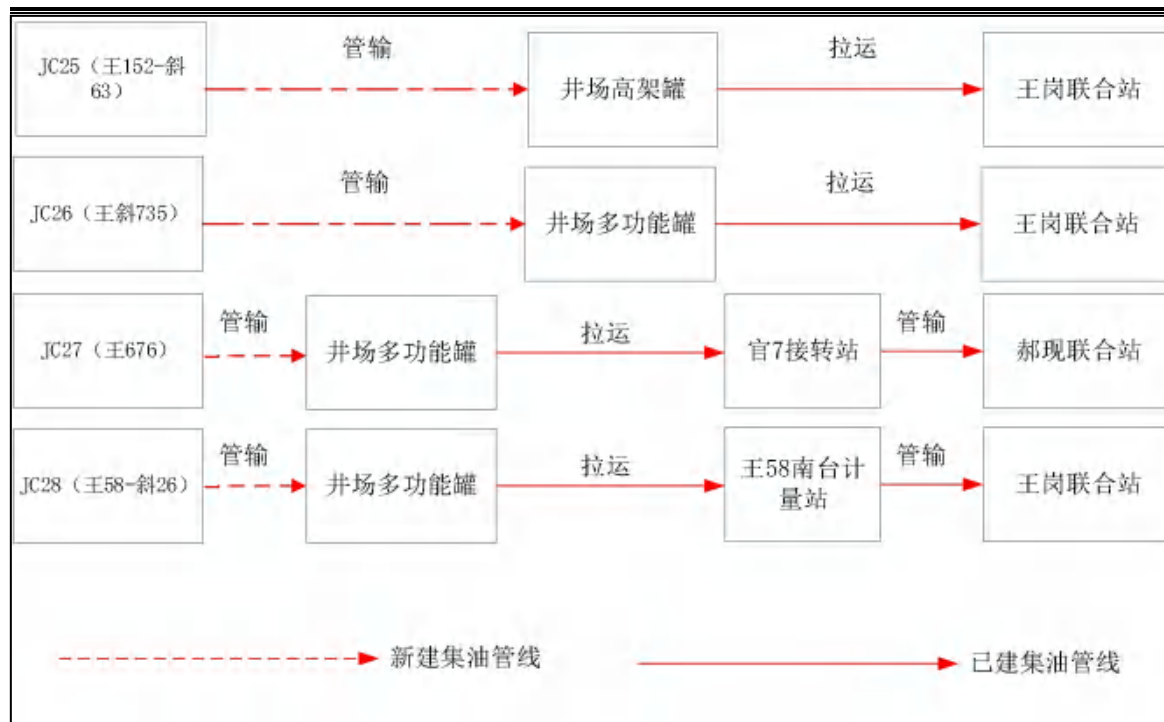 管输
拉运
JC25（王152-斜
63）
井场高架罐
王岗联合站
管输
拉运
JC26（王斜735）
井场多功能罐
王岗联合站
管输
拉运
管输
JC27（王676）
井场多功能罐
官7接转站
郝现联合站
管输
拉运
管输
JC28（王58-斜26）
井场多功能罐
王58南台计
量站
王岗联合站
新建集油管线
已建集油管线